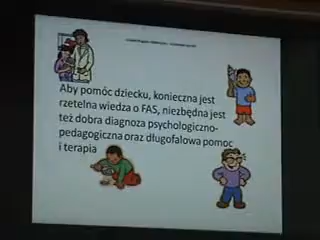 Aby pomóc dziecku, konieczna jest
rzetelna wiedza o FAS, niezbędna jest
też dobra diagnoza psychologiczno-
pedagogiczna oraz długofalowa pomoc
i terapia